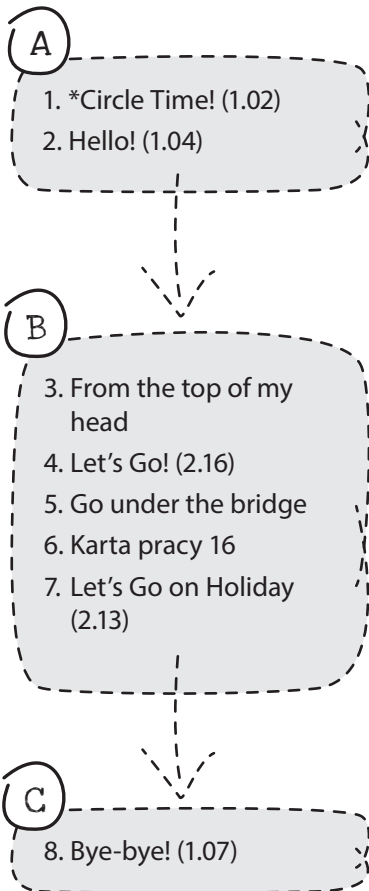 A
1. *Circle Time! (1.02)
2. Hello! (1.04)
B
3. From the top of my
head
4. Let's Go! (2.16)
5. Go under the bridge
6. Karta pracy 16
7. Let's Go on Holiday
(2.13)
C
8. Bye-bye! (1.07)